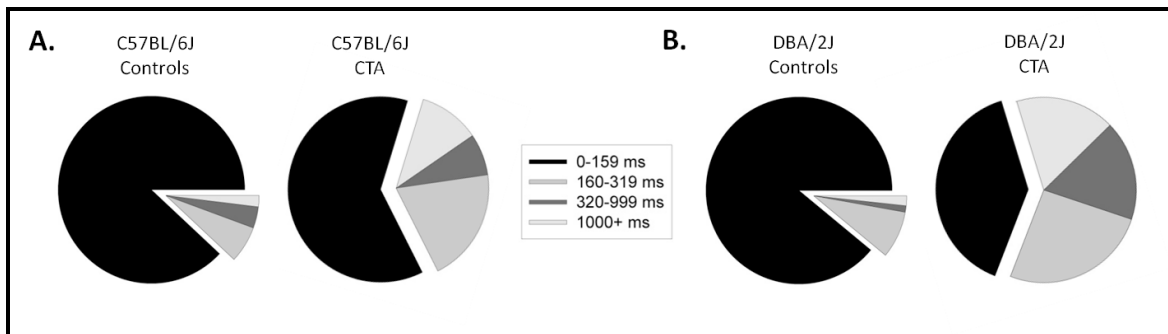 A.
C57BL/6J
Controls
C57BL/6J
CTA
0-159 ms
160-319 ms
320-999 ms
1000+ ms
B.
DBA/2J
Controls
DBA/2J
CTA